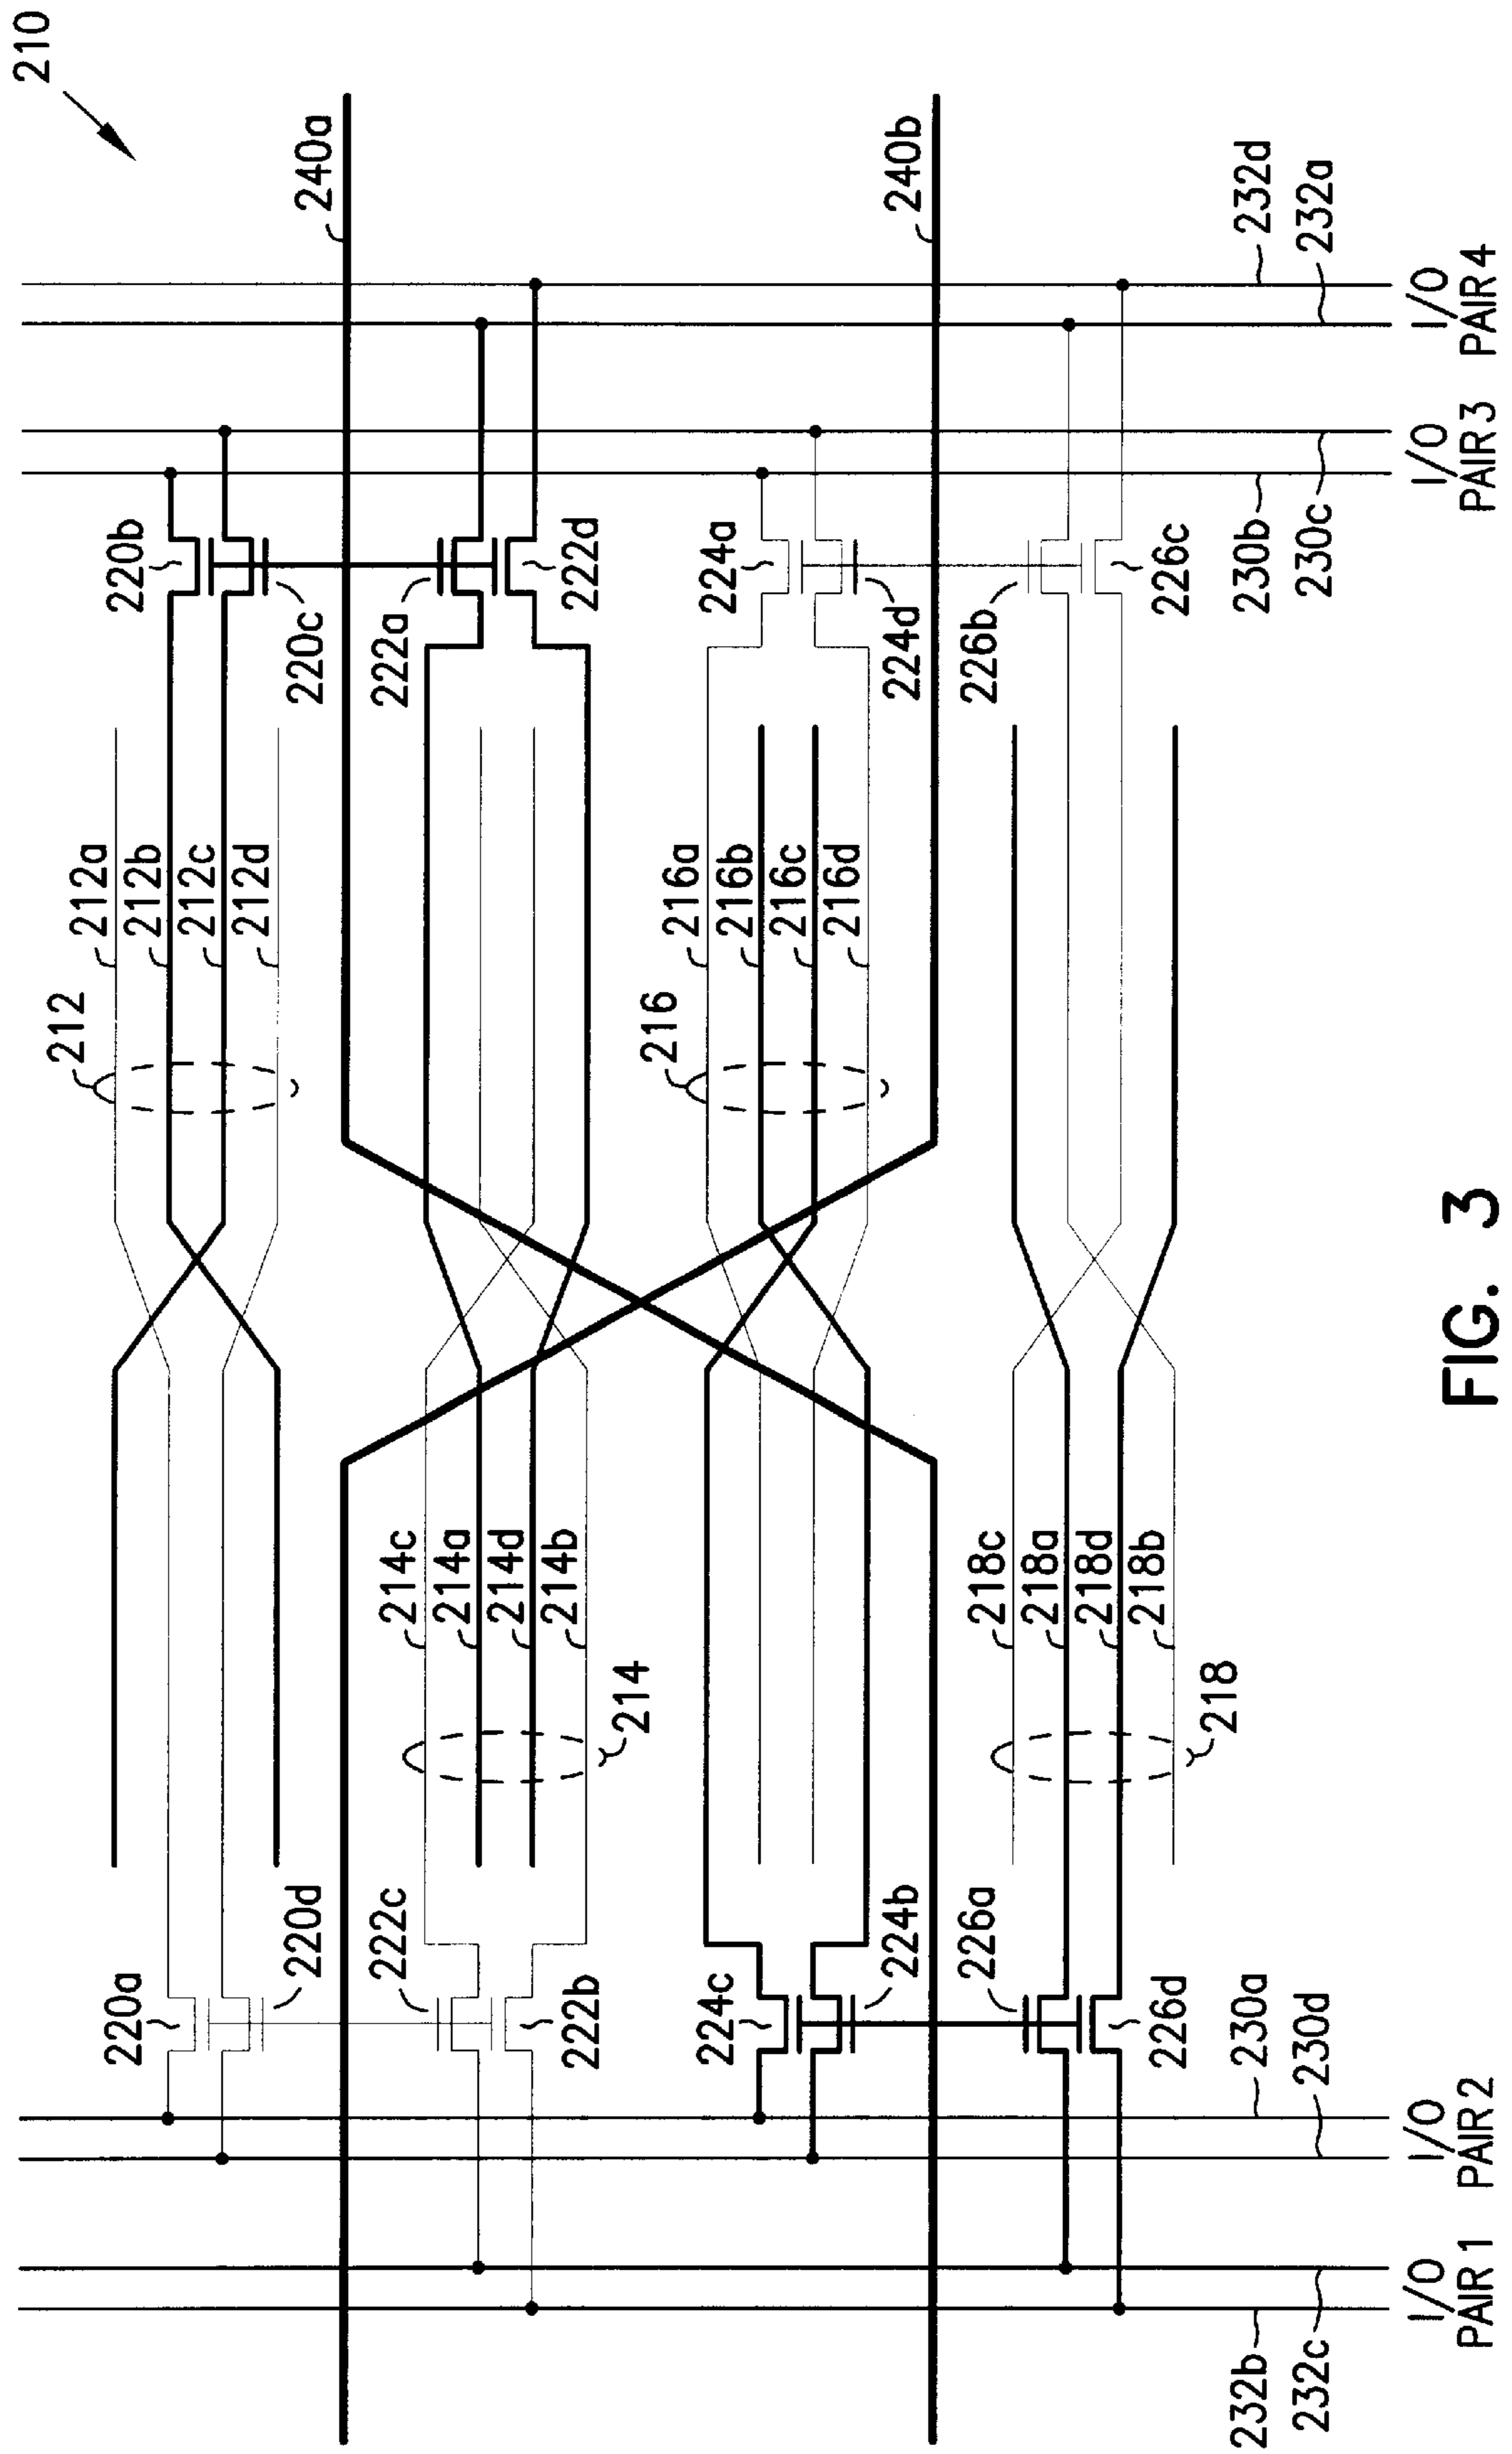 210
240a
240b
232d
232a
I/O
PAIR 4
I/O
PAIR 3
230b
230c
220b
220c
222a
222d
224a
224d
226b
226c
212a
212b
212c
212d
212
216a
216b
216c
216d
216
214c
214a
214d
214b
214
218c
218a
218d
218b
218
220a
220d
222c
222b
224c
224b
226a
226d
230a
230d
I/O
PAIR 2
I/O
PAIR 1
232b
232c
FIG. 3